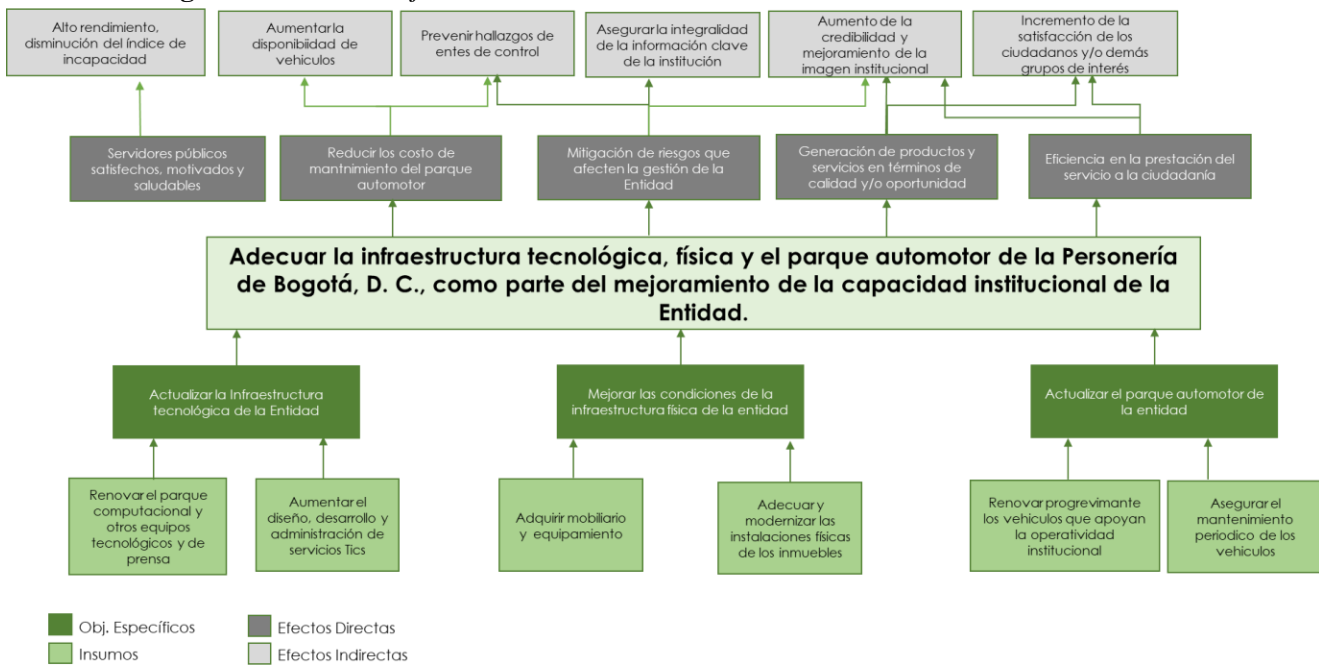 Alto rendimiento,
disminución del índice de
incapacidad
Aumentar la
disponibiidad de
vehiculos
Prevenir hallazgos de
entes de control
Asegurar la integralidad
de la información clave
de la institución
Aumento de la
credibilidad y
mejoramiento de la
imagen institucional
Incremento de la
satisfacción de los
ciudadanos y/o demás
grupos de interés
Servidores públicos
satisfechos, motivados y
saludables
Reducir los costo de
mantnimiento del parque
automotor
Mitigación de riesgos que
afecten la gestión de la
Entidad
Generación de productos y
servicios en términos de
calidad y/o oportunidad
Eficiencia en la prestación del
servicio a la ciudadanía
Adecuar la infraestructura tecnológica, física y el parque automotor de la Personería
de Bogotá, D. C., como parte del mejoramiento de la capacidad institucional de la
Entidad.
Actualizar la Infraestructura
tecnológica de la Entidad
Mejorar las condiciones de la
infraestructura física de la entidad
Actualizar el parque automotor de
la entidad
Renovar el parque
computacional y
otros equipos
tecnológicos y de
prensa
Aumentar el
diseño, desarrollo y
administración de
servicios Tics
Adquirir mobiliario
y equipamiento
Adecuar y
modernizar las
instalaciones físicas
de los inmuebles
Renovar progrevimante
los vehiculos que apoyan
la operatividad
institucional
Asegurar el
mantenimiento
periodico de los
vehiculos
Obj. Específicos
Efectos Directas
Insumos
Efectos Indirectas